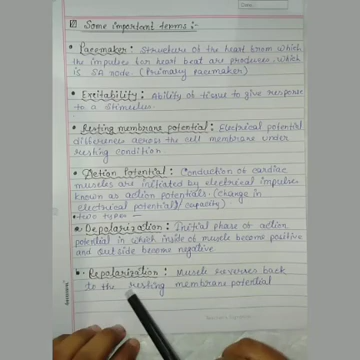 Date:
Some important terms:-
• Pacemaker: Structure of the heart from which
the impulses for heart beat are produces, which
is SA node. (Primary pacemaker)
• Excitability: Ability of tissue to give response
to a stimulus.
• Resting membrane potential: Electrical potential
difference across the cell membrane under
resting condition.
• Action Potential: Conduction of cardiac
muscles are initiated by electrical impulse
known as action potentials. (change in
electrical potential / capacity)
• two types —
• Depolarization: Initial phase of action
potential in which inside of muscle become positive
and outside become negative
• Repolarization: Muscle reverses back
to the resting membrane potential